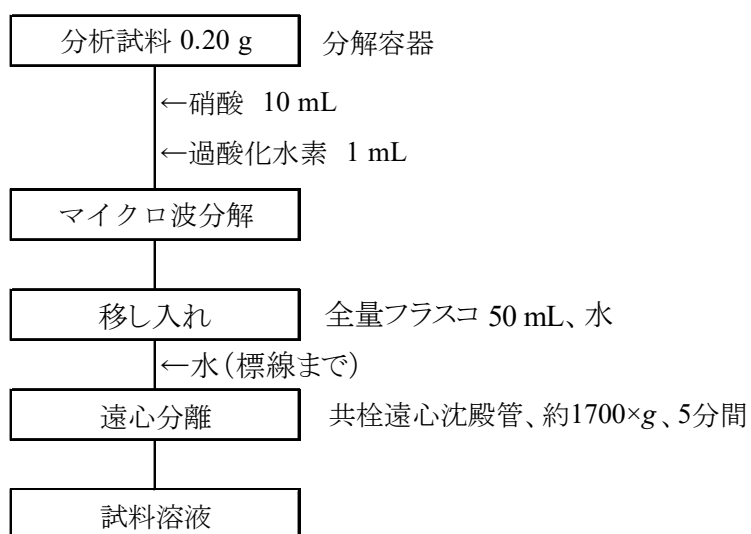 分析試料 0.20 g 分解容器
←硝酸 10 mL
←過酸化水素 1 mL
マイクロ波分解
移し入れ 全量フラスコ 50 mL、水
←水(標線まで)
遠心分離 共栓遠心沈殿管、約1700×g、5分間
試料溶液